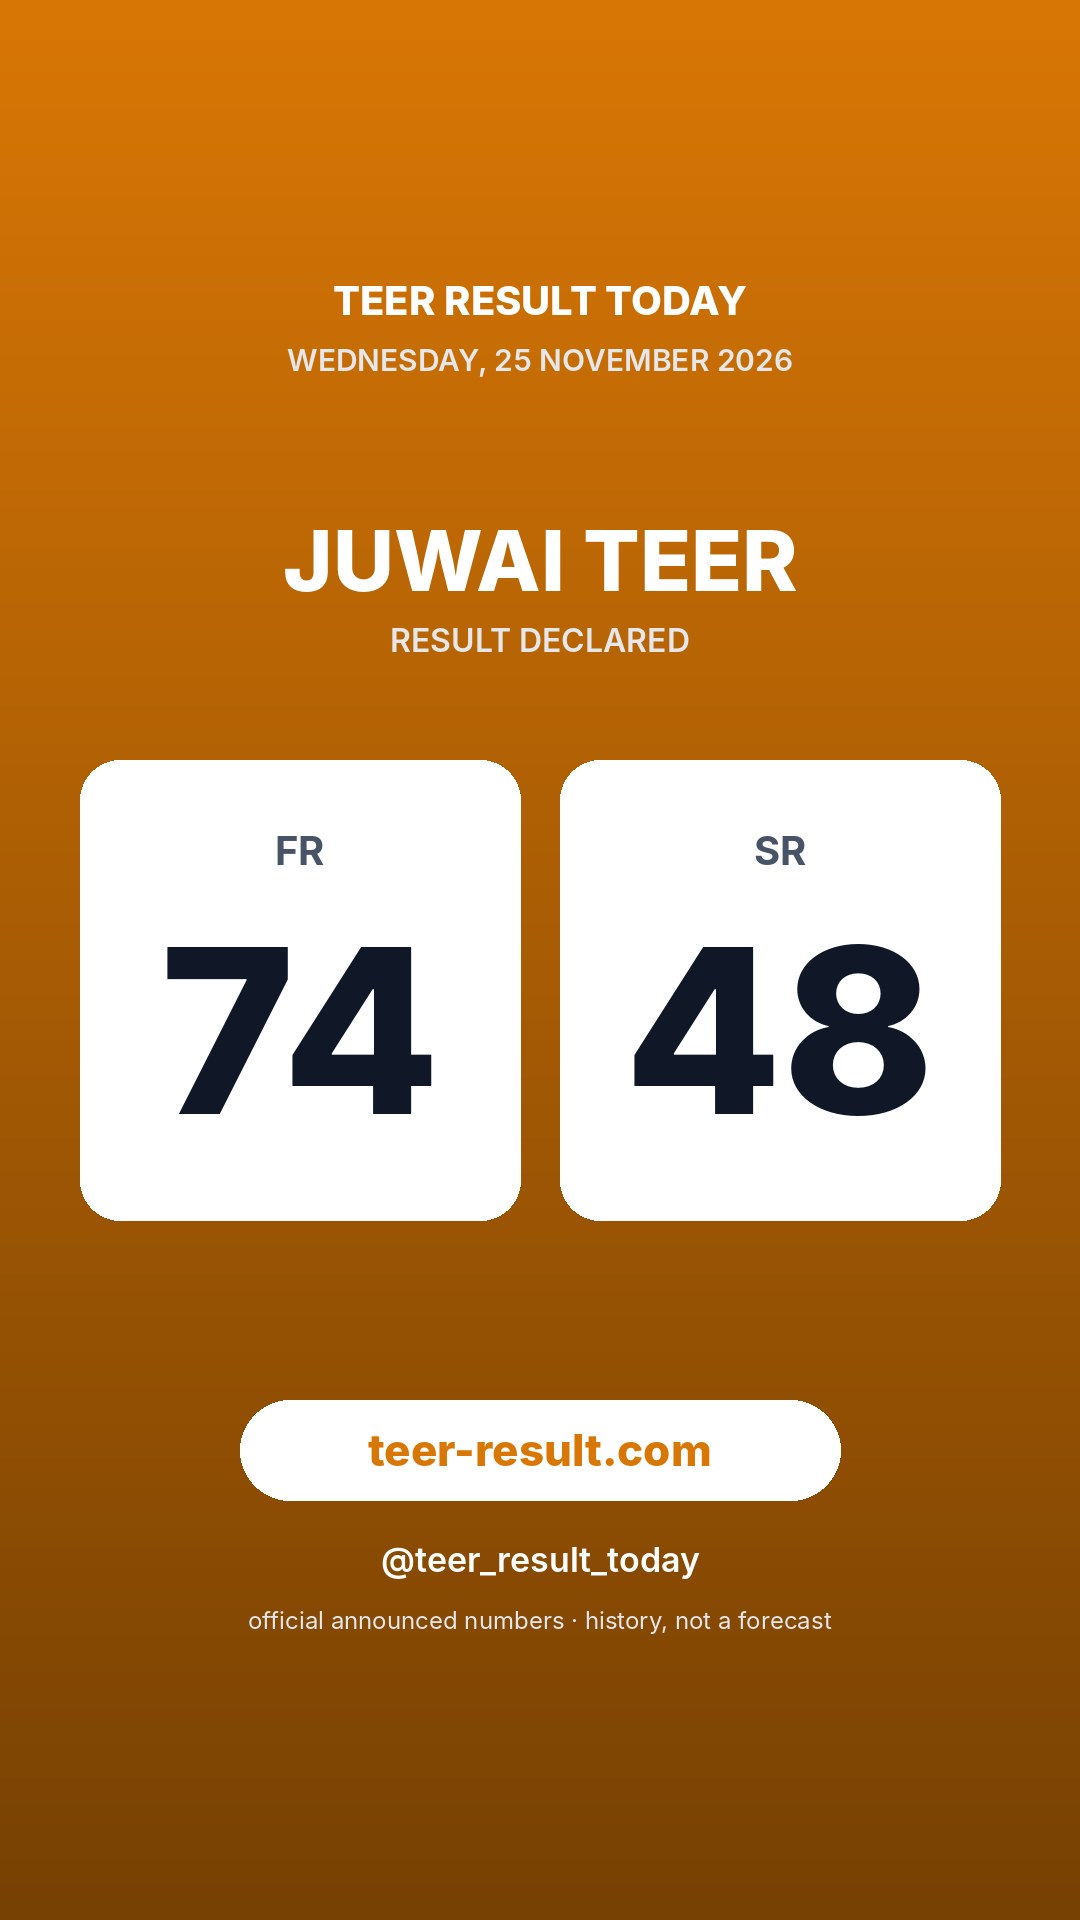 TEER RESULT TODAY
WEDNESDAY, 25 NOVEMBER 2026
JUWAI TEER
RESULT DECLARED
FR
74
SR
48
teer-result.com
@teer_result_today
official announced numbers · history, not a forecast